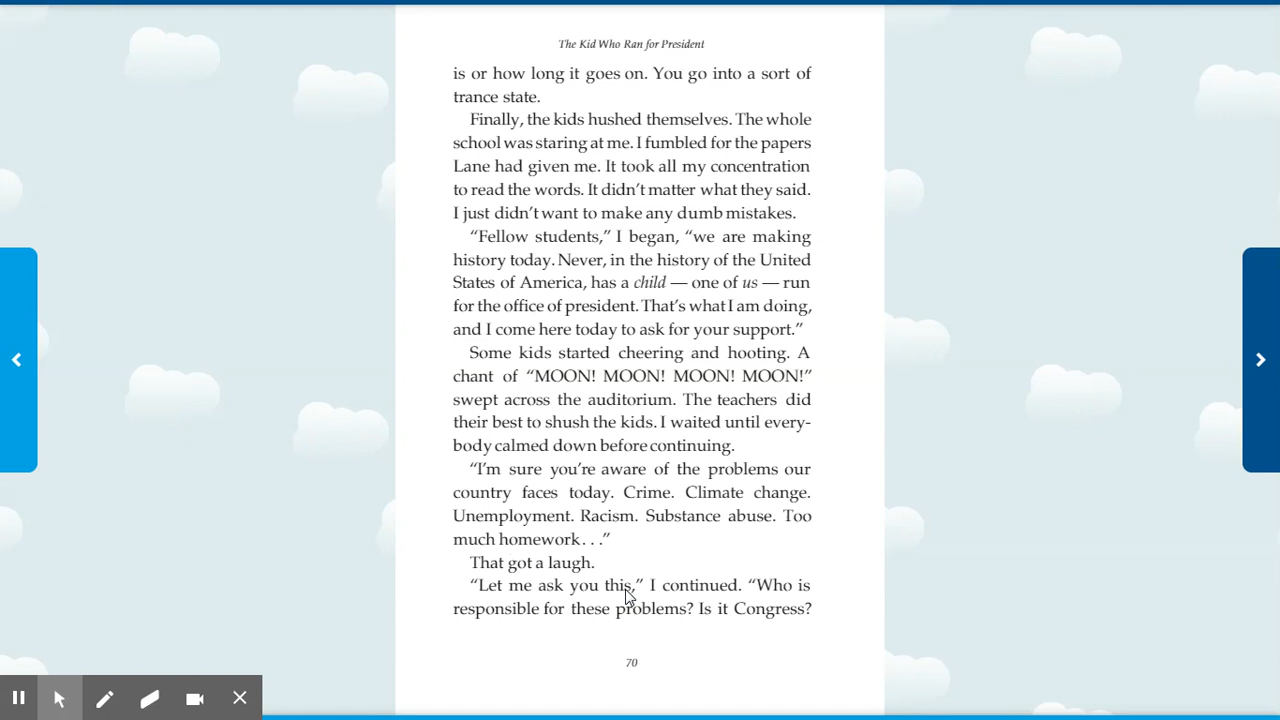 The Kid Who Ran for President
is or how long it goes on. You go into a sort of
trance state.
Finally, the kids hushed themselves. The whole
school was staring at me. I fumbled for the papers
Lane had given me. It took all my concentration
to read the words. It didn’t matter what they said.
I just didn’t want to make any dumb mistakes.
“Fellow students,” I began, “we are making
history today. Never, in the history of the United
States of America, has a child — one of us — run
for the office of president. That’s what I am doing,
and I come here today to ask for your support.”
Some kids started cheering and hooting. A
chant of “MOON! MOON! MOON! MOON!”
swept across the auditorium. The teachers did
their best to shush the kids. I waited until every-
body calmed down before continuing.
“I’m sure you’re aware of the problems our
country faces today. Crime. Climate change.
Unemployment. Racism. Substance abuse. Too
much homework . . .”
That got a laugh.
“Let me ask you this,” I continued. “Who is
responsible for these problems? Is it Congress?
70